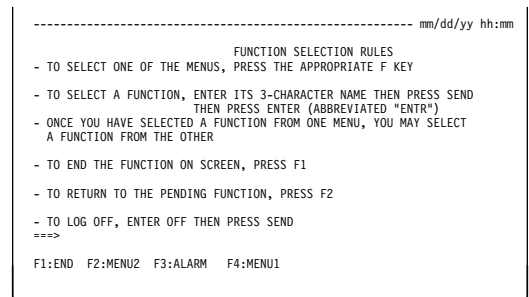 ------------------------------------------------------ mm/dd/yy hh:mm
FUNCTION SELECTION RULES
- TO SELECT ONE OF THE MENUS, PRESS THE APPROPRIATE F KEY
- TO SELECT A FUNCTION, ENTER ITS 3-CHARACTER NAME THEN PRESS SEND
THEN PRESS ENTER (ABBREVIATED "ENTR")
- ONCE YOU HAVE SELECTED A FUNCTION FROM ONE MENU, YOU MAY SELECT
A FUNCTION FROM THE OTHER
- TO END THE FUNCTION ON SCREEN, PRESS F1
- TO RETURN TO THE PENDING FUNCTION, PRESS F2
- TO LOG OFF, ENTER OFF THEN PRESS SEND
===>
F1:END F2:MENU2 F3:ALARM F4:MENU1